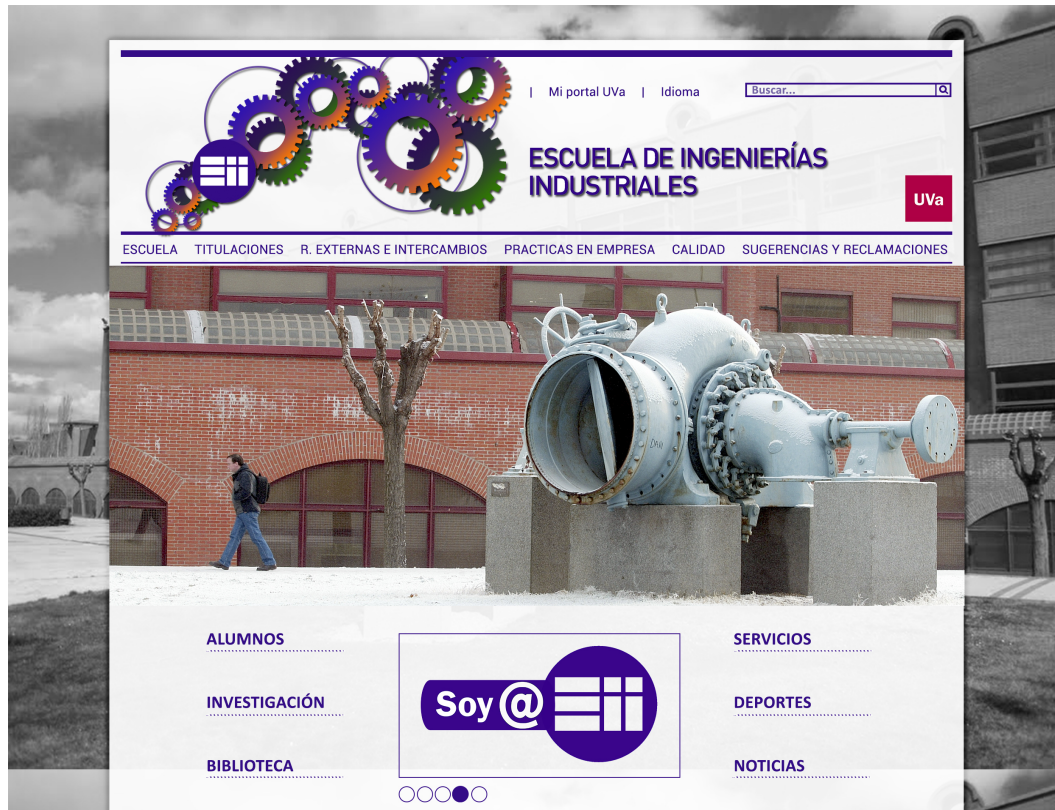 | Mi portal UVa | Idioma
Buscar...
ESCUELA DE INGENIERÍAS
INDUSTRIALES
UVa
ESCUELA TITULACIONES R. EXTERNAS E INTERCAMBIOS PRACTICAS EN EMPRESA CALIDAD SUGERENCIAS Y RECLAMACIONES
ALUMNOS
INVESTIGACIÓN
BIBLIOTECA
Soy @
SERVICIOS
DEPORTES
NOTICIAS